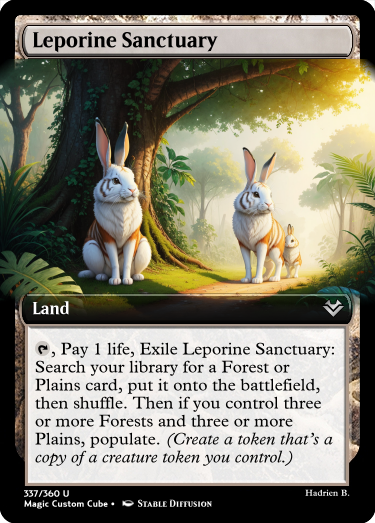 Leporine Sanctuary
Land
, Pay 1 life, Exile Leporine Sanctuary:
Search your library for a Forest or
Plains card, put it onto the battlefield,
then shuffle. Then if you control three
or more Forests and three or more
Plains, populate. (Create a token that's a
copy of a creature token you control.)
337/360 U
Hadrien B.
Magic Custom Cube • Stable Diffusion